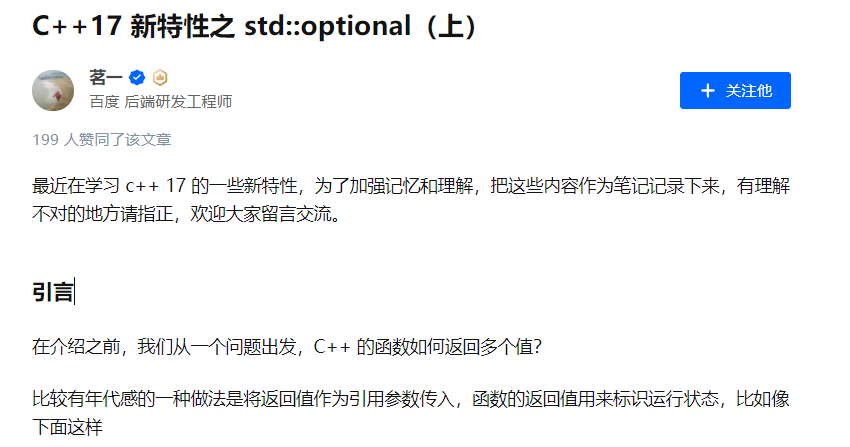 C++17 新特性之 std::optional（上）
茗一
百度 后端研发工程师
＋ 关注他
199 人赞同了该文章
最近在学习 c++ 17 的一些新特性，为了加强记忆和理解，把这些内容作为笔记记录下来，有理解
不对的地方请指正，欢迎大家留言交流。
引言
在介绍之前，我们从一个问题出发，C++ 的函数如何返回多个值？
比较有年代感的一种做法是将返回值作为引用参数传入，函数的返回值用来标识运行状态，比如像
下面这样